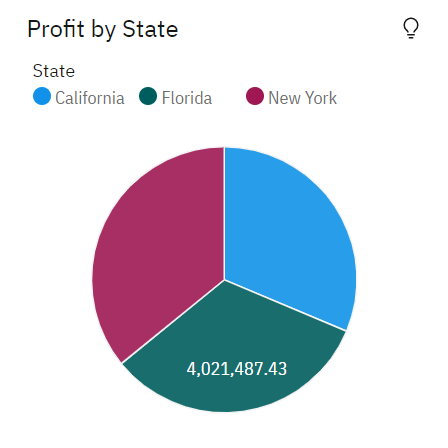 Profit by State
State
California Florida New York
4,021,487.43